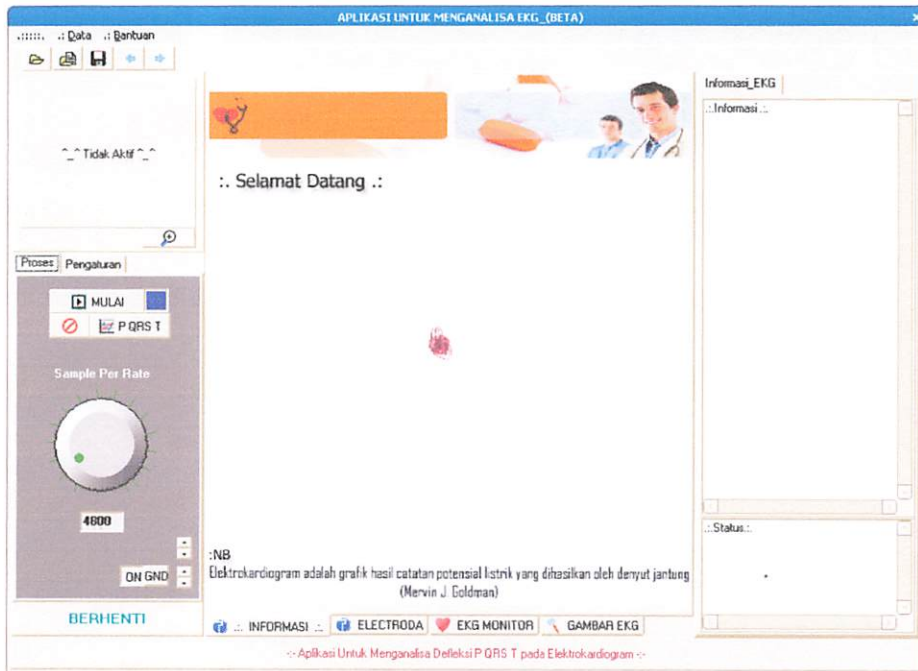 APLIKASI UNTUK MENGANALISA EKG_(BETA)
.::::::. .: Data .: Bantuan
^_^ Tidak Aktif ^_^
Informasi_EKG
.:.Informasi.:.
:. Selamat Datang .:
Proses Pengaturan
MULAI
P QRS T
Sample Per Rate
4600
ON GND
BERHENTI
.:.Status.:.
:NB
Elektrokardiogram adalah grafik hasil catatan potensial listrik yang dihasilkan oleh denyut jantung
(Mervin J. Goldman)
.:. INFORMASI .:. ELECTRODA EKG MONITOR GAMBAR EKG
-:- Aplikasi Untuk Menganalisa Defleksi P QRS T pada Elektrokardiogram -:-